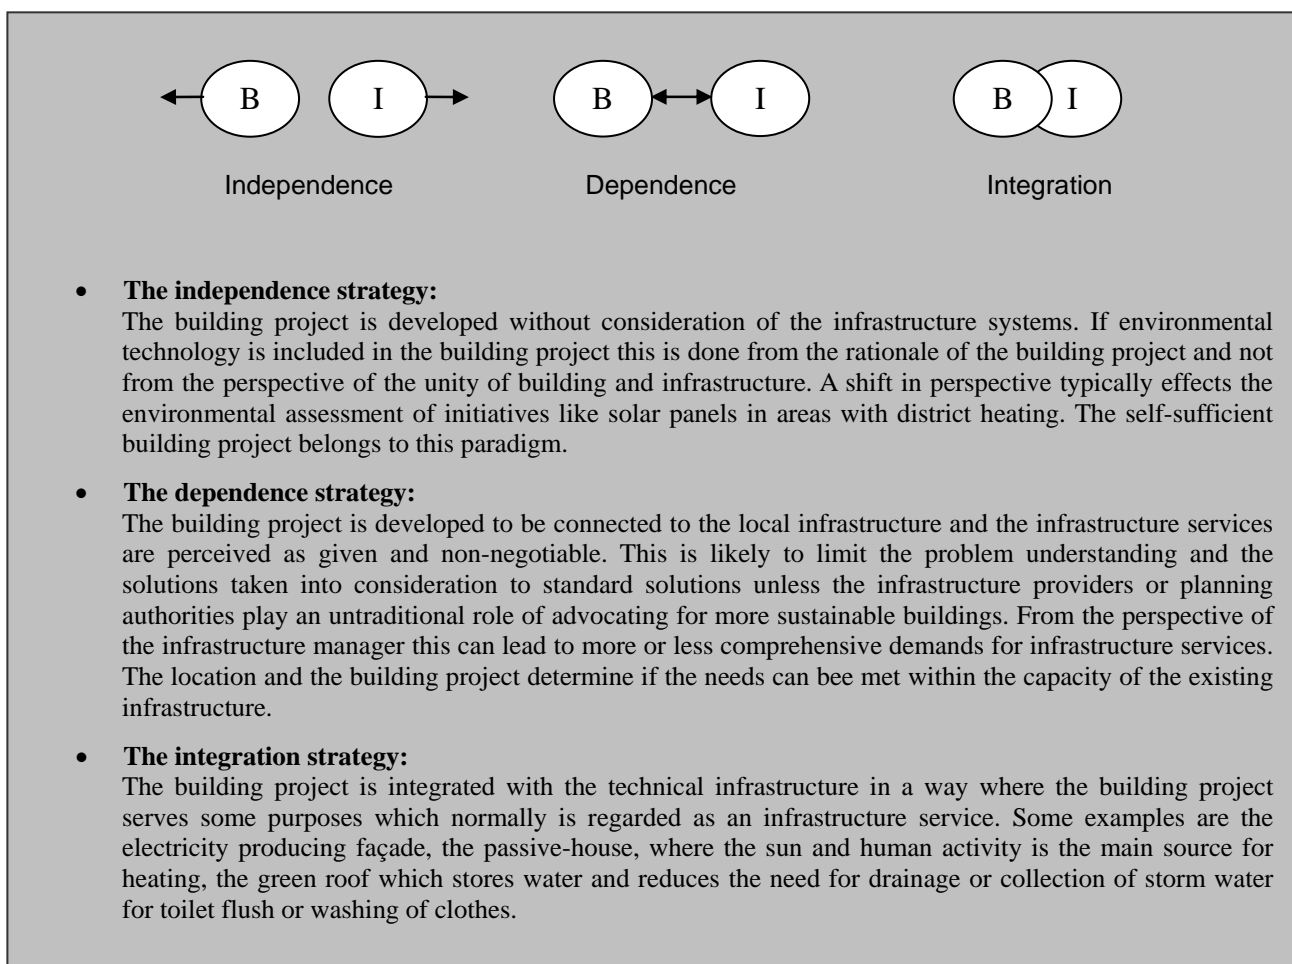 B I B I B I
Independence Dependence Integration
• The independence strategy:
The building project is developed without consideration of the infrastructure systems. If environmental
technology is included in the building project this is done from the rationale of the building project and not
from the perspective of the unity of building and infrastructure. A shift in perspective typically effects the
environmental assessment of initiatives like solar panels in areas with district heating. The self-sufficient
building project belongs to this paradigm.
• The dependence strategy:
The building project is developed to be connected to the local infrastructure and the infrastructure services
are perceived as given and non-negotiable. This is likely to limit the problem understanding and the
solutions taken into consideration to standard solutions unless the infrastructure providers or planning
authorities play an untraditional role of advocating for more sustainable buildings. From the perspective of
the infrastructure manager this can lead to more or less comprehensive demands for infrastructure services.
The location and the building project determine if the needs can bee met within the capacity of the existing
infrastructure.
• The integration strategy:
The building project is integrated with the technical infrastructure in a way where the building project
serves some purposes which normally is regarded as an infrastructure service. Some examples are the
electricity producing façade, the passive-house, where the sun and human activity is the main source for
heating, the green roof which stores water and reduces the need for drainage or collection of storm water
for toilet flush or washing of clothes.